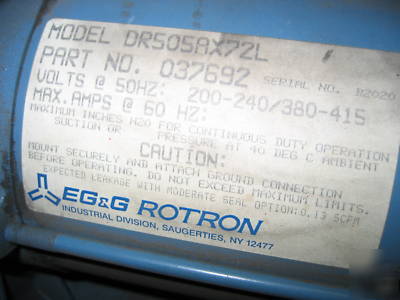 MODEL DR505AX72L
PART NO. 037692 SERIAL NO. B2020
VOLTS @ 50HZ: 200-240/380-415
MAX. AMPS @ 60 HZ:
MAXIMUM INCHES H2O FOR CONTINUOUS DUTY OPERATION
SUCTION OR PRESSURE AT 40 DEG C AMBIENT
CAUTION:
MOUNT SECURELY AND ATTACH GROUND CONNECTION
BEFORE OPERATING. DO NOT EXCEED MAXIMUM LIMITS.
EXPECTED LEAKAGE WITH MODERATE SEAL OPTION: 0.13 SCFM
EG&G ROTRON
INDUSTRIAL DIVISION, SAUGERTIES, NY 12477